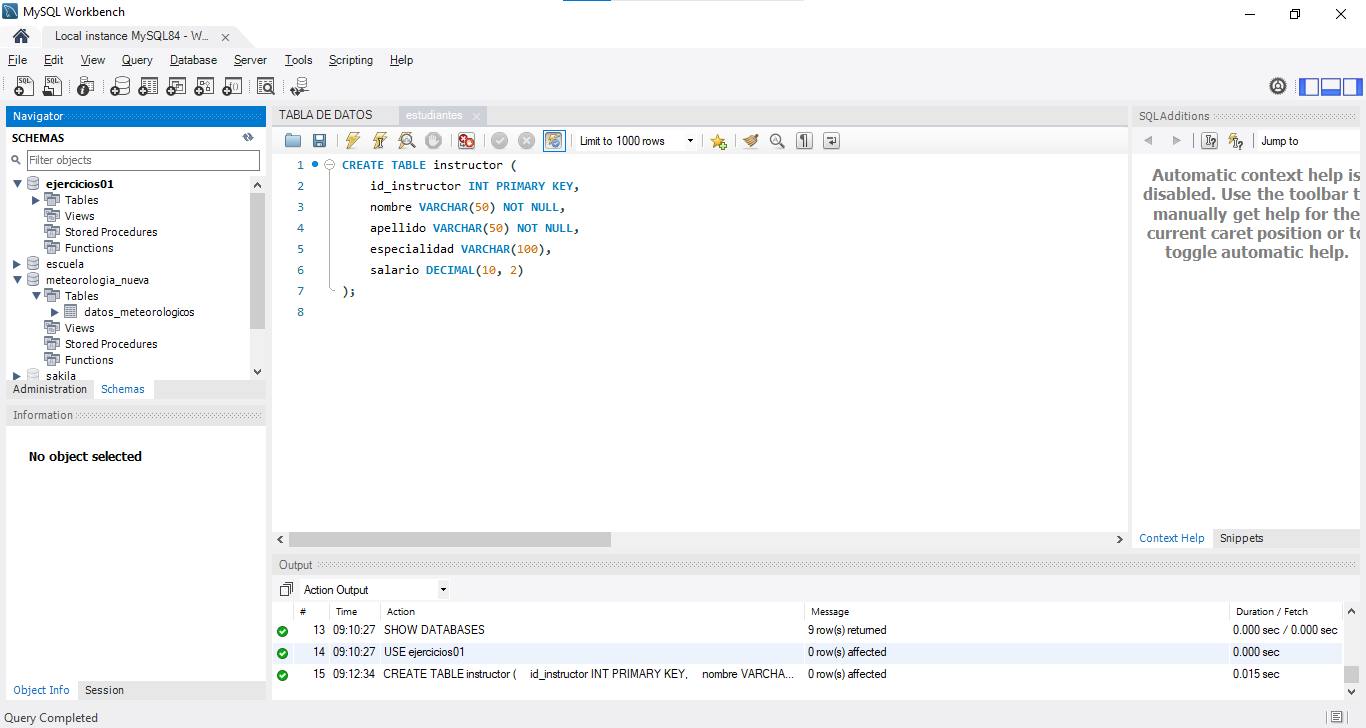 MySQL Workbench
Local instance MySQL84 - W...
File Edit View Query Database Server Tools Scripting Help
Navigator
SCHEMAS
Filter objects
ejercicios01
Tables
Views
Stored Procedures
Functions
escuela
meteorologia_nueva
Tables
datos_meteorologicos
Views
Stored Procedures
Functions
sakila
Administration Schemas
Information
No object selected
Object Info Session
TABLA DE DATOS estudiantes
Limit to 1000 rows
1 CREATE TABLE instructor (
2 id_instructor INT PRIMARY KEY,
3 nombre VARCHAR(50) NOT NULL,
4 apellido VARCHAR(50) NOT NULL,
5 especialidad VARCHAR(100),
6 salario DECIMAL(10, 2)
7 );
8
SQLAdditions
Jump to
Automatic context help is
disabled. Use the toolbar t
manually get help for the
current caret position or to
toggle automatic help.
Context Help Snippets
Output
Action Output
# Time Action Message Duration / Fetch
13 09:10:27 SHOW DATABASES 9 row(s) returned 0.000 sec / 0.000 sec
14 09:10:27 USE ejercicios01 0 row(s) affected 0.000 sec
15 09:12:34 CREATE TABLE instructor ( id_instructor INT PRIMARY KEY, nombre VARCHA... 0 row(s) affected 0.015 sec
Query Completed